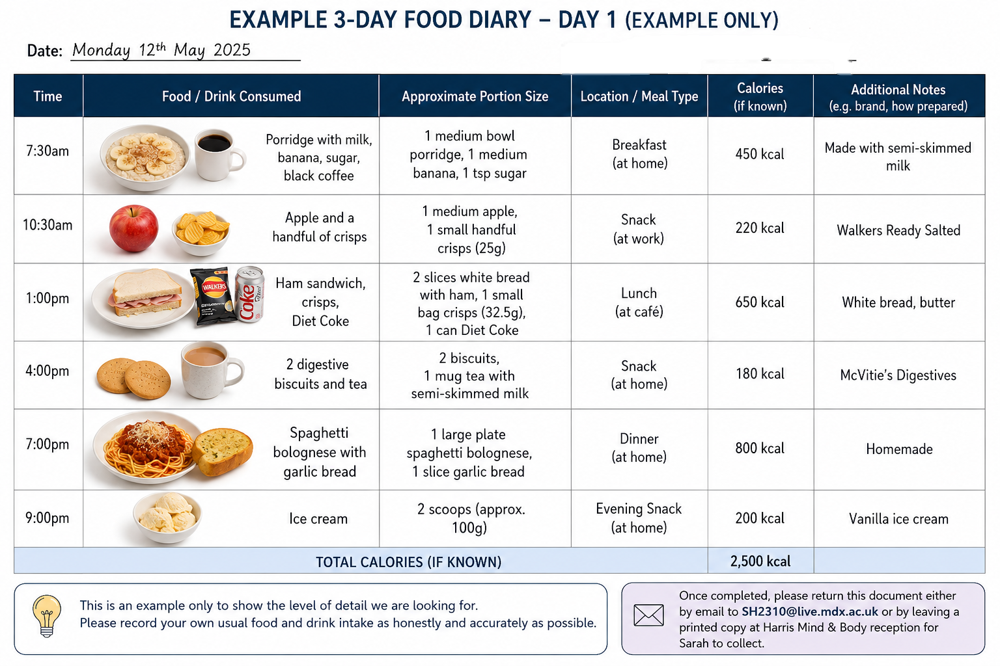 EXAMPLE 3-DAY FOOD DIARY – DAY 1 (EXAMPLE ONLY)
Date: Monday 12th May 2025
Time
Food / Drink Consumed
Approximate Portion Size
Location / Meal Type
Calories
(if known)
Additional Notes
(e.g. brand, how prepared)
7:30am
Porridge with milk,
banana, sugar,
black coffee
1 medium bowl
porridge, 1 medium
banana, 1 tsp sugar
Breakfast
(at home)
450 kcal
Made with semi-skimmed
milk
10:30am
Apple and a
handful of crisps
1 medium apple,
1 small handful
crisps (25g)
Snack
(at work)
220 kcal
Walkers Ready Salted
1:00pm
WALKERS
Coke
Ham sandwich,
crisps,
Diet Coke
2 slices white bread
with ham, 1 small
bag crisps (32.5g),
1 can Diet Coke
Lunch
(at café)
650 kcal
White bread, butter
4:00pm
2 digestive
biscuits and tea
2 biscuits,
1 mug tea with
semi-skimmed milk
Snack
(at home)
180 kcal
McVitie's Digestives
7:00pm
Spaghetti
bolognese with
garlic bread
1 large plate
spaghetti bolognese,
1 slice garlic bread
Dinner
(at home)
800 kcal
Homemade
9:00pm
Ice cream
2 scoops (approx.
100g)
Evening Snack
(at home)
200 kcal
Vanilla ice cream
TOTAL CALORIES (IF KNOWN)
2,500 kcal
This is an example only to show the level of detail we are looking for.
Please record your own usual food and drink intake as honestly and accurately as possible.
Once completed, please return this document either
by email to SH2310@live.mdx.ac.uk or by leaving a
printed copy at Harris Mind & Body reception for
Sarah to collect.